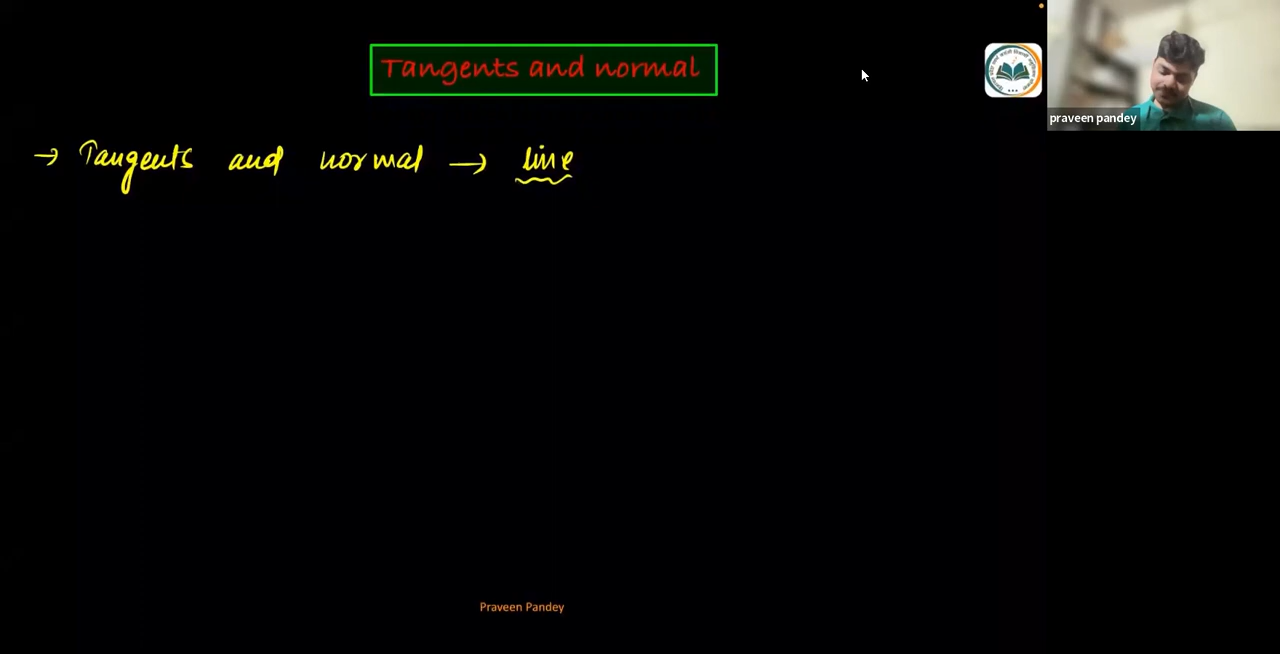 Tangents and normal
praveen pandey
→ Tangents and normal → line
Praveen Pandey